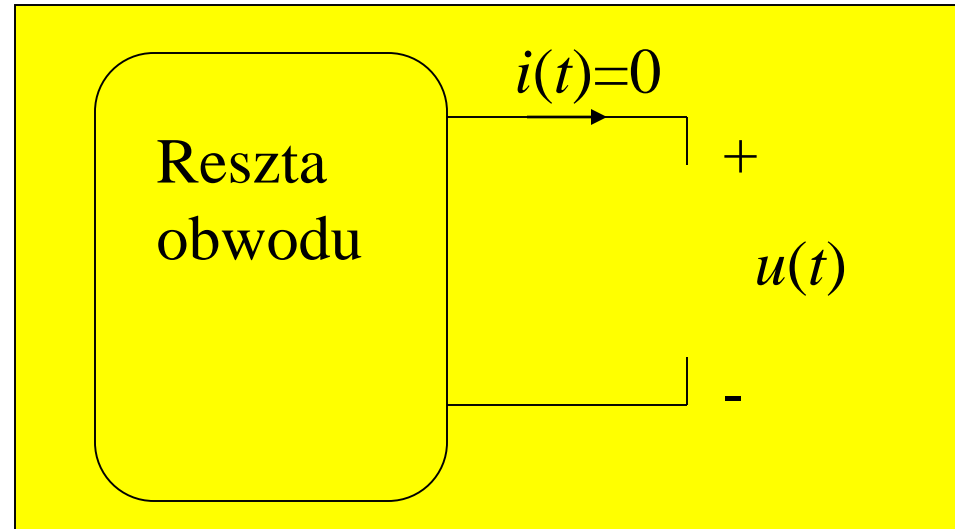 i(t)=0
Reszta
obwodu
+
u(t)
-